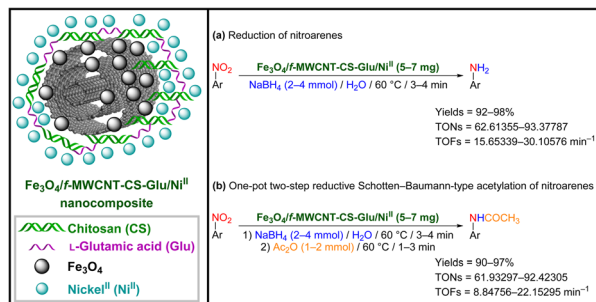 Fe3O4/f-MWCNT-CS-Glu/NiII
nanocomposite
Chitosan (CS)
L-Glutamic acid (Glu)
Fe3O4
NickelII (NiII)
(a) Reduction of nitroarenes
NO2
Ar
Fe3O4/f-MWCNT-CS-Glu/NiII (5–7 mg)
NaBH4 (2–4 mmol) / H2O / 60 °C / 3–4 min
NH2
Ar
Yields = 92–98%
TONs = 62.61355–93.37787
TOFs = 15.65339–30.10576 min–1
(b) One-pot two-step reductive Schotten–Baumann-type acetylation of nitroarenes
NO2
Ar
Fe3O4/f-MWCNT-CS-Glu/NiII (5–7 mg)
1) NaBH4 (2–4 mmol) / H2O / 60 °C / 3–4 min
2) Ac2O (1–2 mmol) / 60 °C / 1–3 min
NHCOCH3
Ar
Yields = 90–97%
TONs = 61.93297–92.42305
TOFs = 8.84756–22.15295 min–1